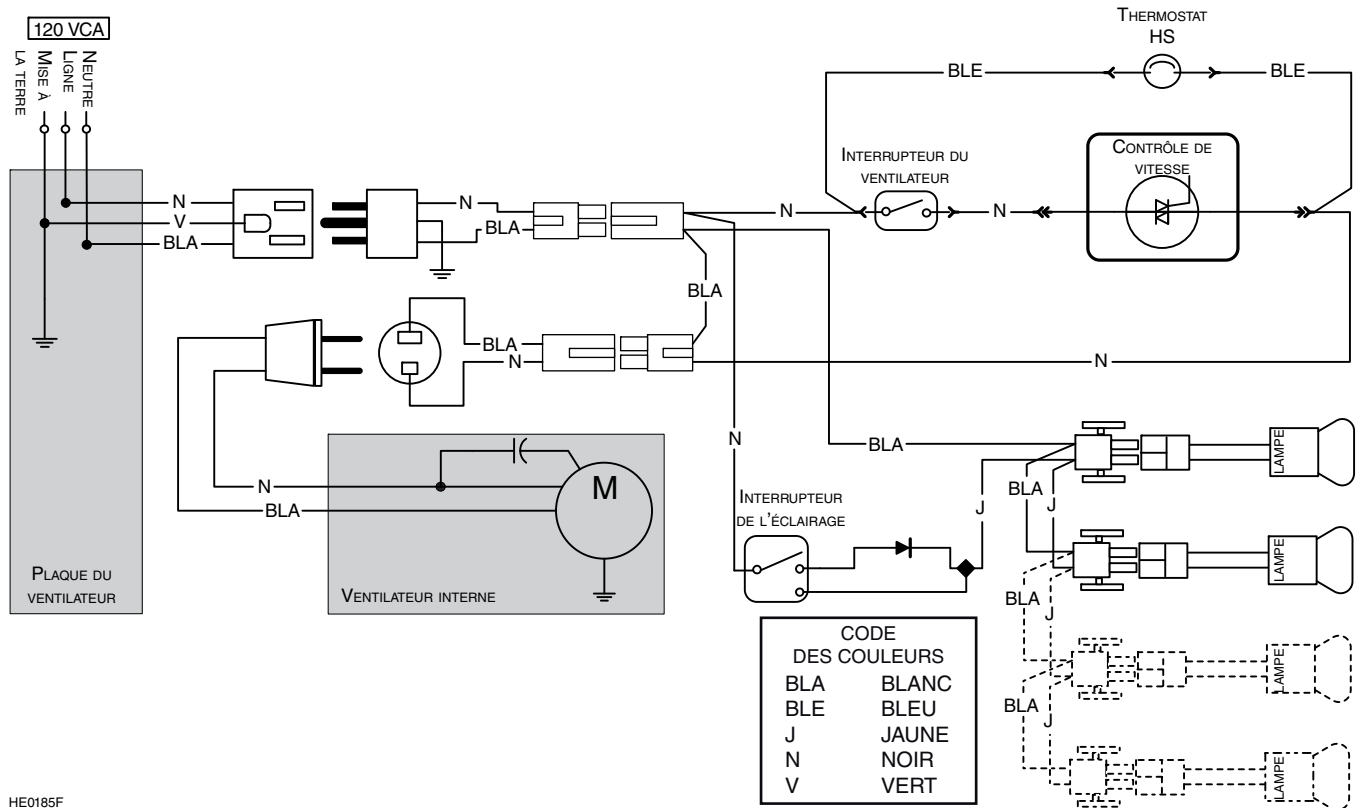 120 VCA
NEUTRE
LIGNE
MISE À
LA TERRE
N
V
BLA
N
BLA
BLA
BLA
N
N
BLA
PLAQUE DU
VENTILATEUR
M
VENTILATEUR INTERNE
THERMOSTAT
HS
BLE
BLE
INTERRUPTEUR DU
VENTILATEUR
CONTRÔLE DE
VITESSE
N
N
N
N
BLA
INTERRUPTEUR
DE L'ÉCLAIRAGE
J
BLA
J
LAMPE
LAMPE
BLA
J
LAMPE
BLA
J
LAMPE
CODE
DES COULEURS
BLA BLANC
BLE BLEU
J JAUNE
N NOIR
V VERT
HE0185F